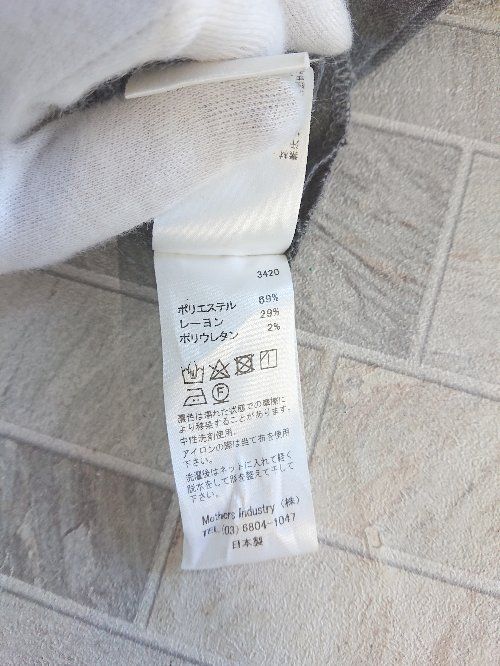 3420
ポリエステル 69%
レーヨン 29%
ポリウレタン 2%
F
濃色は濡れた状態での摩擦に
より移染することがあります。
中性洗剤使用。
アイロンの際は当て布を使用
下さい。
洗濯後はネットに入れて軽く
脱水をして形を整えて干して
下さい。
Mothers Industry (株)
TEL (03) 6804-1047
日本製